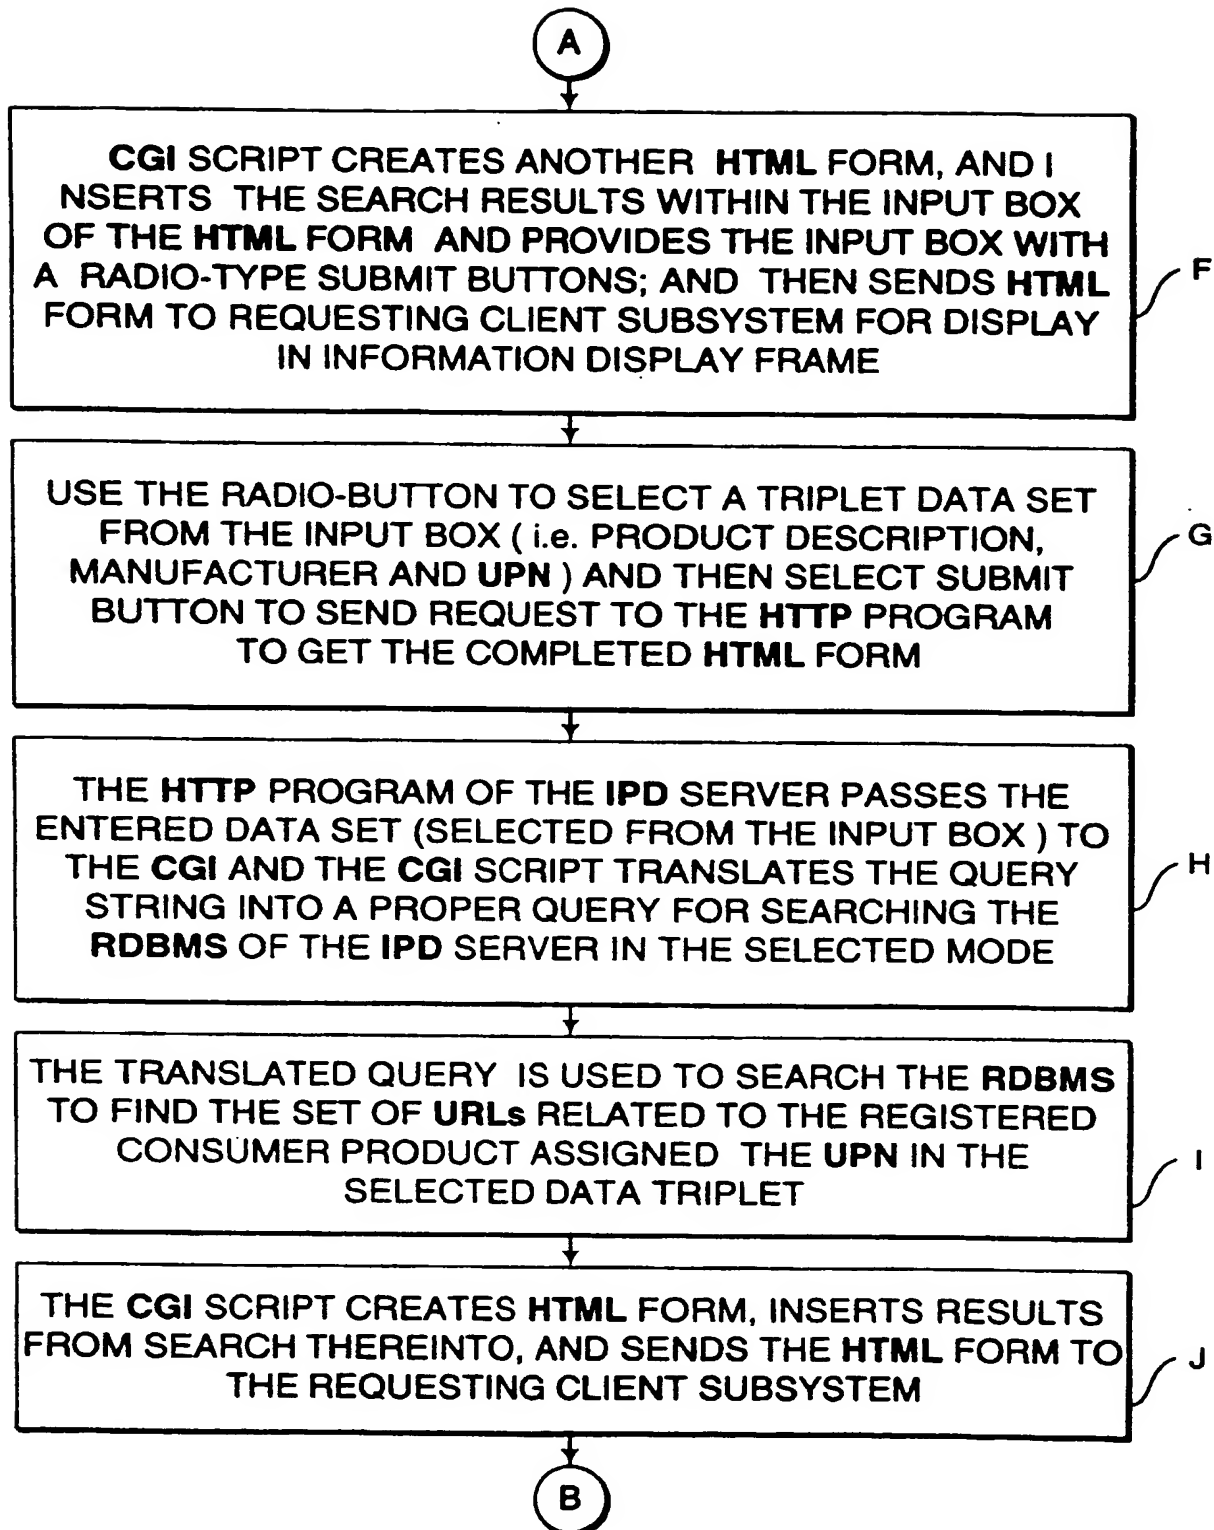 A
CGI SCRIPT CREATES ANOTHER HTML FORM, AND I
NSERTS THE SEARCH RESULTS WITHIN THE INPUT BOX
OF THE HTML FORM AND PROVIDES THE INPUT BOX WITH
A RADIO-TYPE SUBMIT BUTTONS; AND THEN SENDS HTML
FORM TO REQUESTING CLIENT SUBSYSTEM FOR DISPLAY
IN INFORMATION DISPLAY FRAME
F
USE THE RADIO-BUTTON TO SELECT A TRIPLET DATA SET
FROM THE INPUT BOX ( i.e. PRODUCT DESCRIPTION,
MANUFACTURER AND UPN ) AND THEN SELECT SUBMIT
BUTTON TO SEND REQUEST TO THE HTTP PROGRAM
TO GET THE COMPLETED HTML FORM
G
THE HTTP PROGRAM OF THE IPD SERVER PASSES THE
ENTERED DATA SET (SELECTED FROM THE INPUT BOX ) TO
THE CGI AND THE CGI SCRIPT TRANSLATES THE QUERY
STRING INTO A PROPER QUERY FOR SEARCHING THE
RDBMS OF THE IPD SERVER IN THE SELECTED MODE
H
THE TRANSLATED QUERY IS USED TO SEARCH THE RDBMS
TO FIND THE SET OF URLs RELATED TO THE REGISTERED
CONSUMER PRODUCT ASSIGNED THE UPN IN THE
SELECTED DATA TRIPLET
I
THE CGI SCRIPT CREATES HTML FORM, INSERTS RESULTS
FROM SEARCH THEREINTO, AND SENDS THE HTML FORM TO
THE REQUESTING CLIENT SUBSYSTEM
J
B